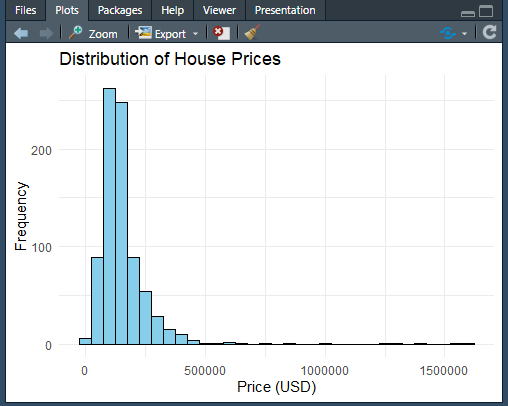 Files Plots Packages Help Viewer Presentation
Zoom Export
Distribution of House Prices
Frequency
200
100
0
0 500000 1000000 1500000
Price (USD)